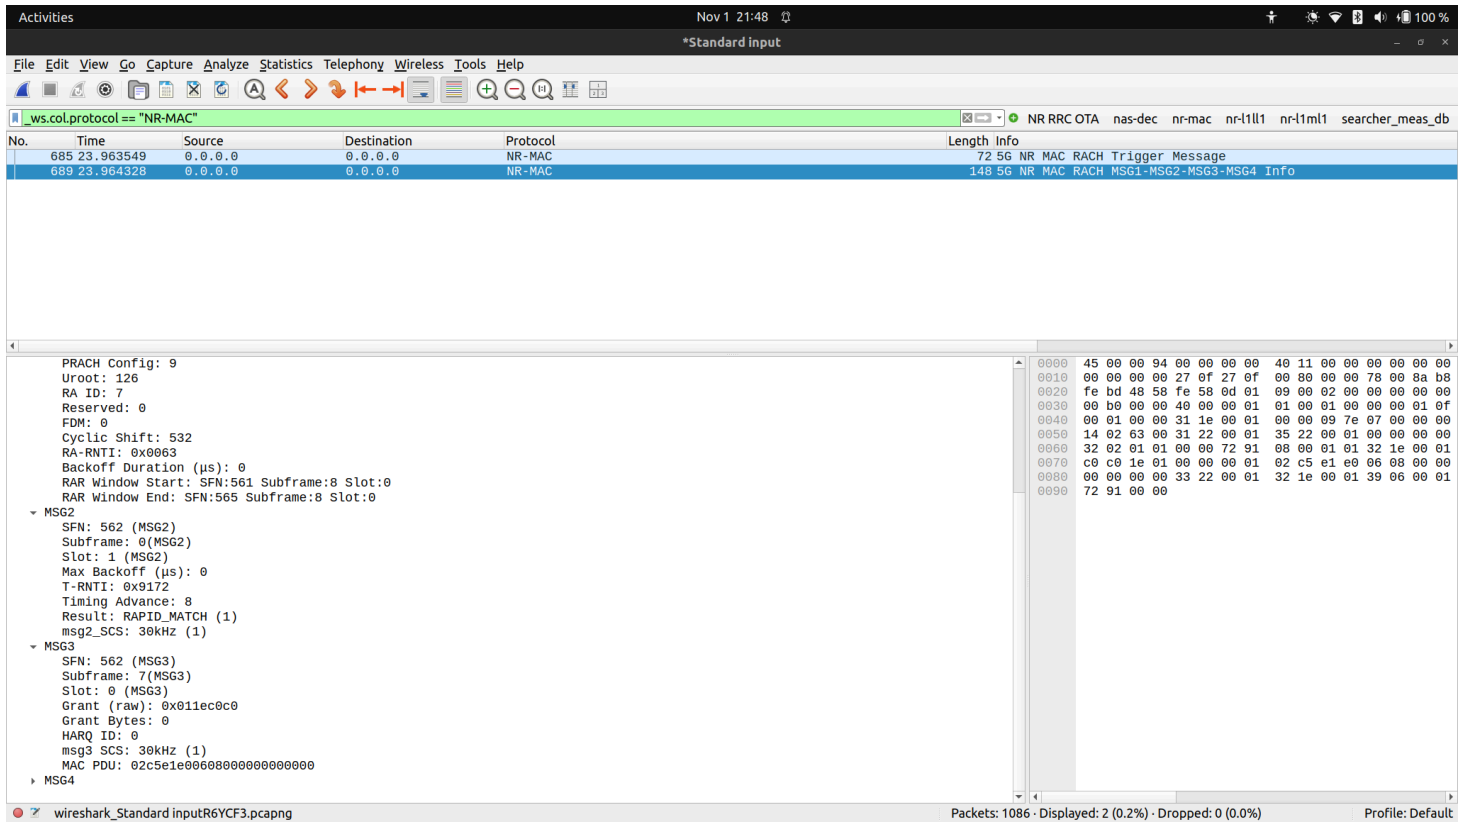 Activities
Nov 1 21:48
100 %
*Standard input
File Edit View Go Capture Analyze Statistics Telephony Wireless Tools Help
_ws.col.protocol == "NR-MAC"
NR RRC OTA nas-dec nr-mac nr-l1ll1 nr-l1ml1 searcher_meas_db
No. Time Source Destination Protocol Length Info
685 23.963549 0.0.0.0 0.0.0.0 NR-MAC 72 5G NR MAC RACH Trigger Message
689 23.964328 0.0.0.0 0.0.0.0 NR-MAC 148 5G NR MAC RACH MSG1-MSG2-MSG3-MSG4 Info
PRACH Config: 9
Uroot: 126
RA ID: 7
Reserved: 0
FDM: 0
Cyclic Shift: 532
RA-RNTI: 0x0063
Backoff Duration (µs): 0
RAR Window Start: SFN:561 Subframe:8 Slot:0
RAR Window End: SFN:565 Subframe:8 Slot:0
MSG2
SFN: 562 (MSG2)
Subframe: 0(MSG2)
Slot: 1 (MSG2)
Max Backoff (µs): 0
T-RNTI: 0x9172
Timing Advance: 8
Result: RAPID_MATCH (1)
msg2_SCS: 30kHz (1)
MSG3
SFN: 562 (MSG3)
Subframe: 7(MSG3)
Slot: 0 (MSG3)
Grant (raw): 0x011ec0c0
Grant Bytes: 0
HARQ ID: 0
msg3 SCS: 30kHz (1)
MAC PDU: 02c5e1e00608000000000000
MSG4
0000 45 00 00 94 00 00 00 00 40 11 00 00 00 00 00 00
0010 00 00 00 00 27 0f 27 0f 00 80 00 00 78 00 8a b8
0020 fe bd 48 58 fe 58 0d 01 09 00 02 00 00 00 00 00
0030 00 b0 00 00 40 00 00 01 01 00 01 00 00 00 01 0f
0040 00 01 00 00 31 1e 00 01 00 00 09 7e 07 00 00 00
0050 14 02 63 00 31 22 00 01 35 22 00 01 00 00 00 00
0060 32 02 01 01 00 00 72 91 08 00 01 01 32 1e 00 01
0070 c0 c0 1e 01 00 00 00 01 02 c5 e1 e0 06 08 00 00
0080 00 00 00 00 33 22 00 01 32 1e 00 01 39 06 00 01
0090 72 91 00 00
wireshark_Standard inputR6YCF3.pcapng
Packets: 1086 · Displayed: 2 (0.2%) · Dropped: 0 (0.0%)
Profile: Default